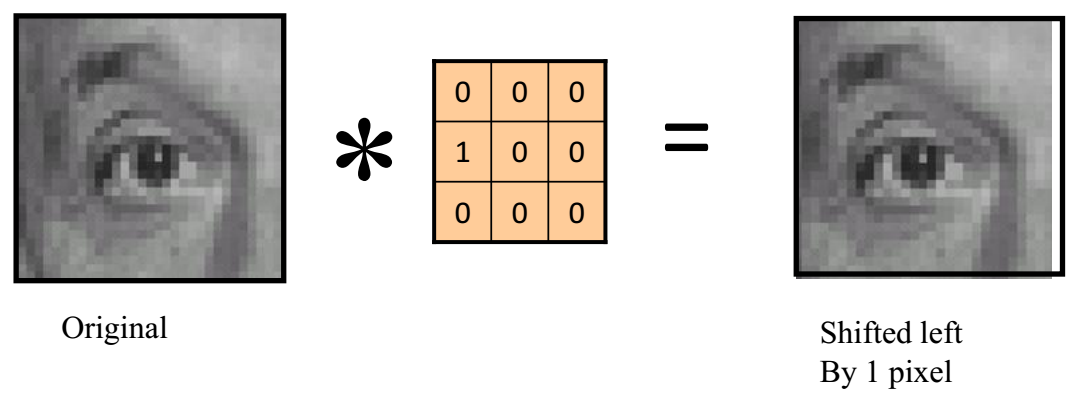 *
0 0 0
1 0 0
0 0 0
=
Original
Shifted left
By 1 pixel